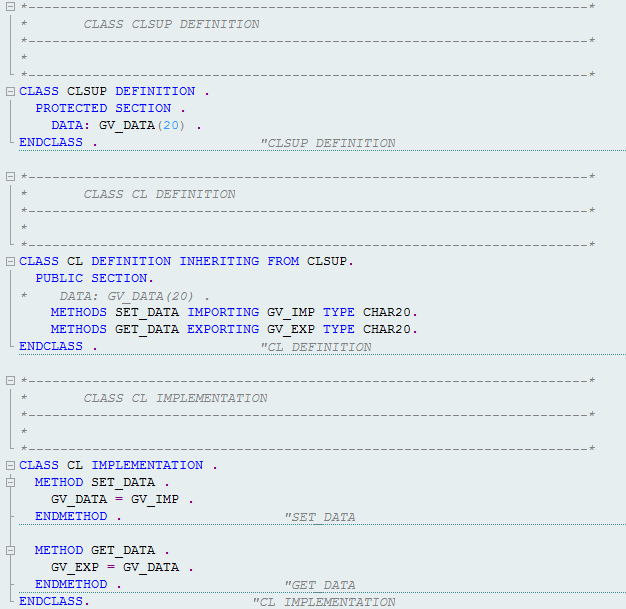 *----------------------------------------------------------------------*
*       CLASS CLSUP DEFINITION
*----------------------------------------------------------------------*
*
*----------------------------------------------------------------------*
CLASS CLSUP DEFINITION .
  PROTECTED SECTION .
    DATA: GV_DATA(20) .
ENDCLASS .                    "CLSUP DEFINITION
*----------------------------------------------------------------------*
*       CLASS CL DEFINITION
*----------------------------------------------------------------------*
*
*----------------------------------------------------------------------*
CLASS CL DEFINITION INHERITING FROM CLSUP.
  PUBLIC SECTION.
*    DATA: GV_DATA(20) .
    METHODS SET_DATA IMPORTING GV_IMP TYPE CHAR20.
    METHODS GET_DATA EXPORTING GV_EXP TYPE CHAR20.
ENDCLASS .                    "CL DEFINITION
*----------------------------------------------------------------------*
*       CLASS CL IMPLEMENTATION
*----------------------------------------------------------------------*
*
*----------------------------------------------------------------------*
CLASS CL IMPLEMENTATION .
  METHOD SET_DATA .
    GV_DATA = GV_IMP .
  ENDMETHOD .                    "SET_DATA
  METHOD GET_DATA .
    GV_EXP = GV_DATA .
  ENDMETHOD .                    "GET_DATA
ENDCLASS.                    "CL IMPLEMENTATION